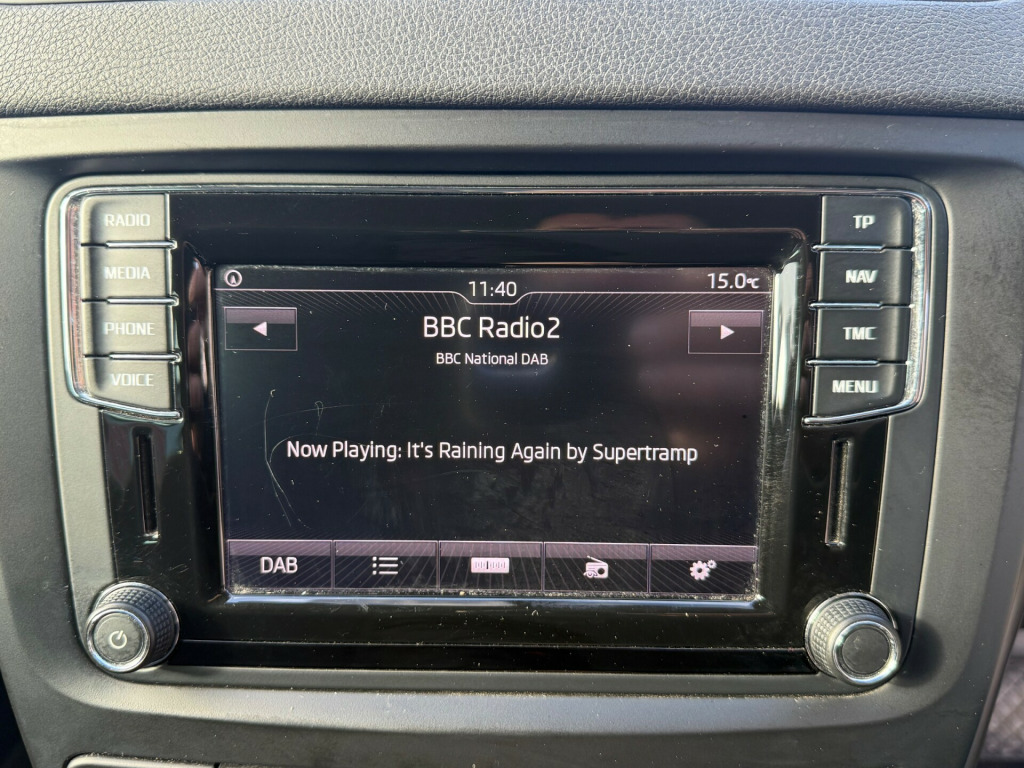 RADIO
MEDIA
PHONE
VOICE
TP
NAV
TMC
MENU
11:40
15.0°C
BBC Radio2
BBC National DAB
Now Playing: It's Raining Again by Supertramp
DAB